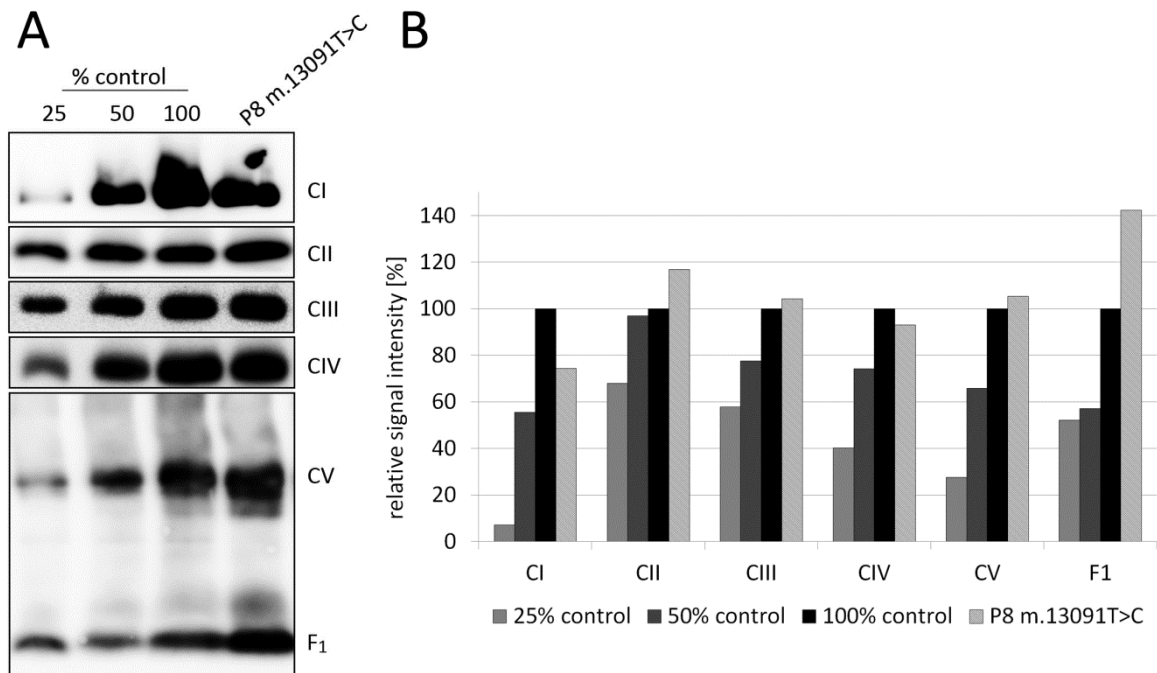 A
B
% control
25 50 100 P8 m.13091T>C
CI
CII
CIII
CIV
CV
F1
relative signal intensity [%]
140
120
100
80
60
40
20
0
CI CII CIII CIV CV F1
25% control 50% control 100% control P8 m.13091T>C